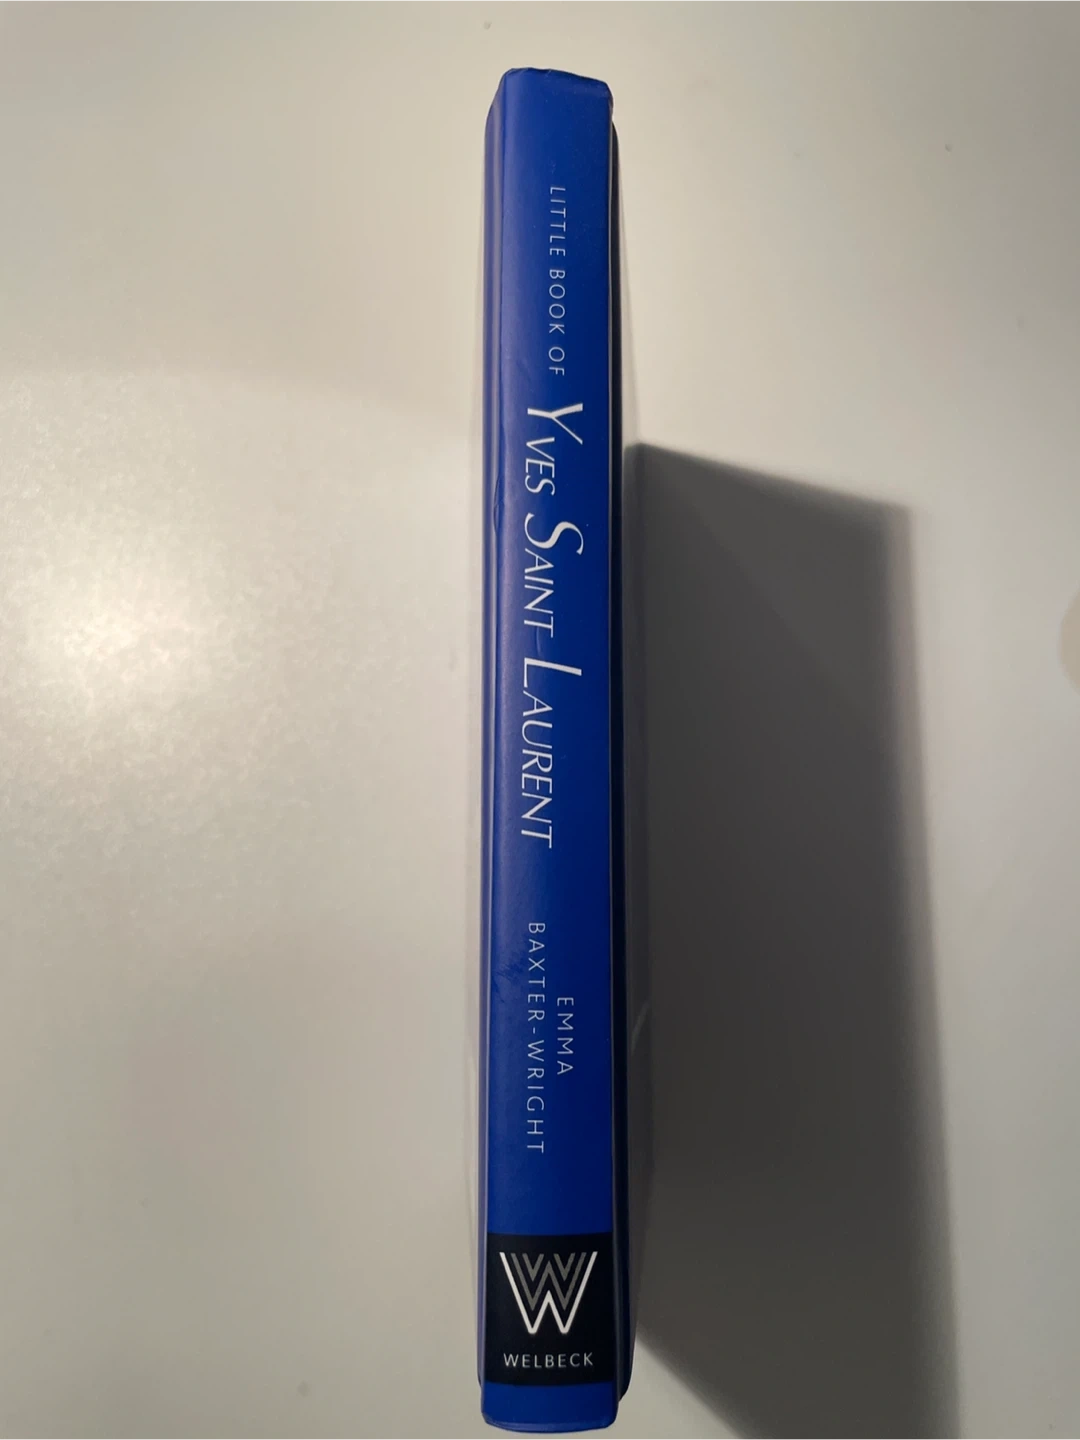 LITTLE BOOK OF
YVES SAINT LAURENT
EMMA
BAXTER-WRIGHT
W
WELBECK